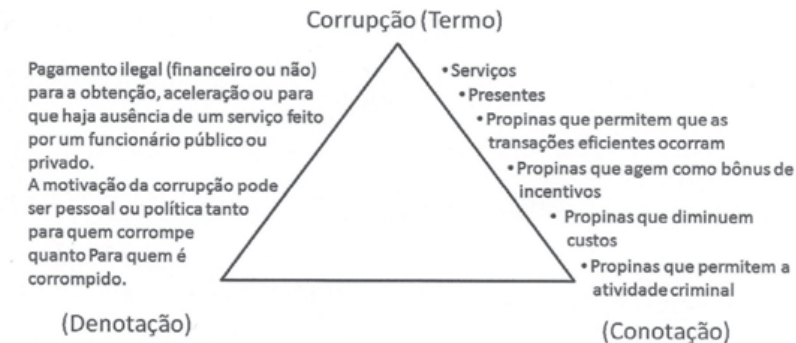 Corrupção (Termo)
Pagamento ilegal (financeiro ou não)
para a obtenção, aceleração ou para
que haja ausência de um serviço feito
por um funcionário público ou
privado.
A motivação da corrupção pode
ser pessoal ou política tanto
para quem corrompe
quanto Para quem é
corrompido.
(Denotação)
• Serviços
• Presentes
• Propinas que permitem que as
transações eficientes ocorram
• Propinas que agem como bônus de
incentivos
• Propinas que diminuem
custos
• Propinas que permitem a
atividade criminal
(Conotação)